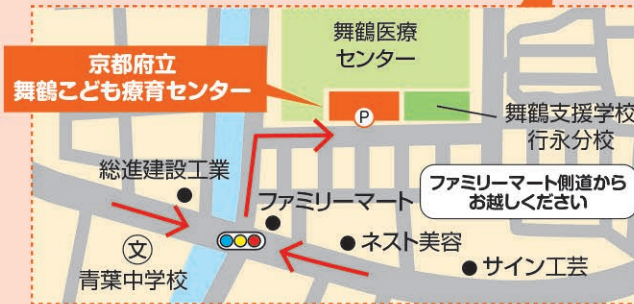 舞鶴医療
センター
京都府立
舞鶴こども療育センター
P
舞鶴支援学校
行永分校
総進建設工業
ファミリーマート
ファミリーマート側道から
お越しください
文
青葉中学校
ネスト美容
サイン工芸